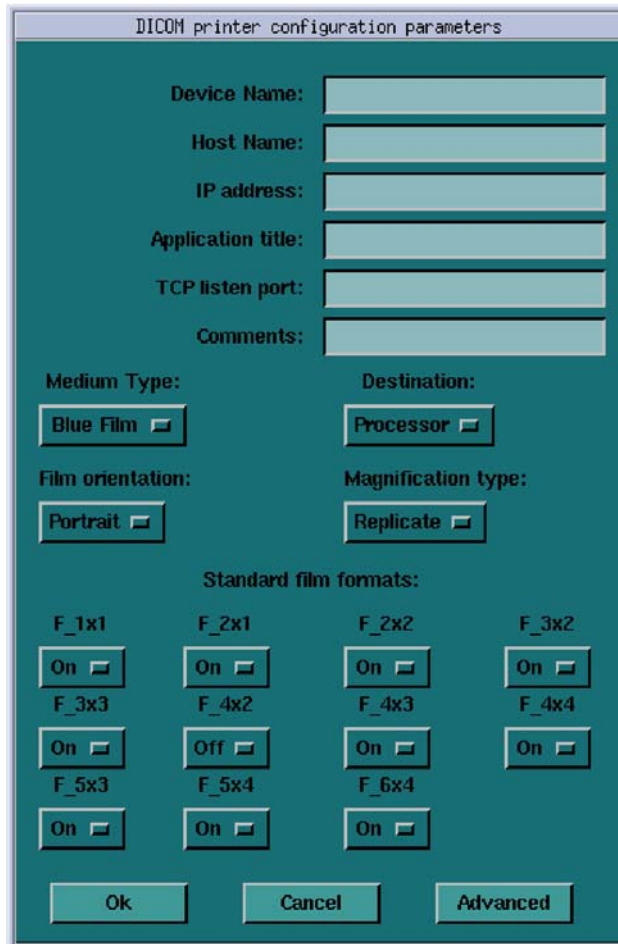 DICOM printer configuration parameters
Device Name:
Host Name:
IP address:
Application title:
TCP listen port:
Comments:
Medium Type: Destination:
Blue Film Processor
Film orientation: Magnification type:
Portrait Replicate
Standard film formats:
F_1x1 F_2x1 F_2x2 F_3x2
On On On On
F_3x3 F_4x2 F_4x3 F_4x4
On Off On On
F_5x3 F_5x4 F_6x4
On On On
Ok Cancel Advanced